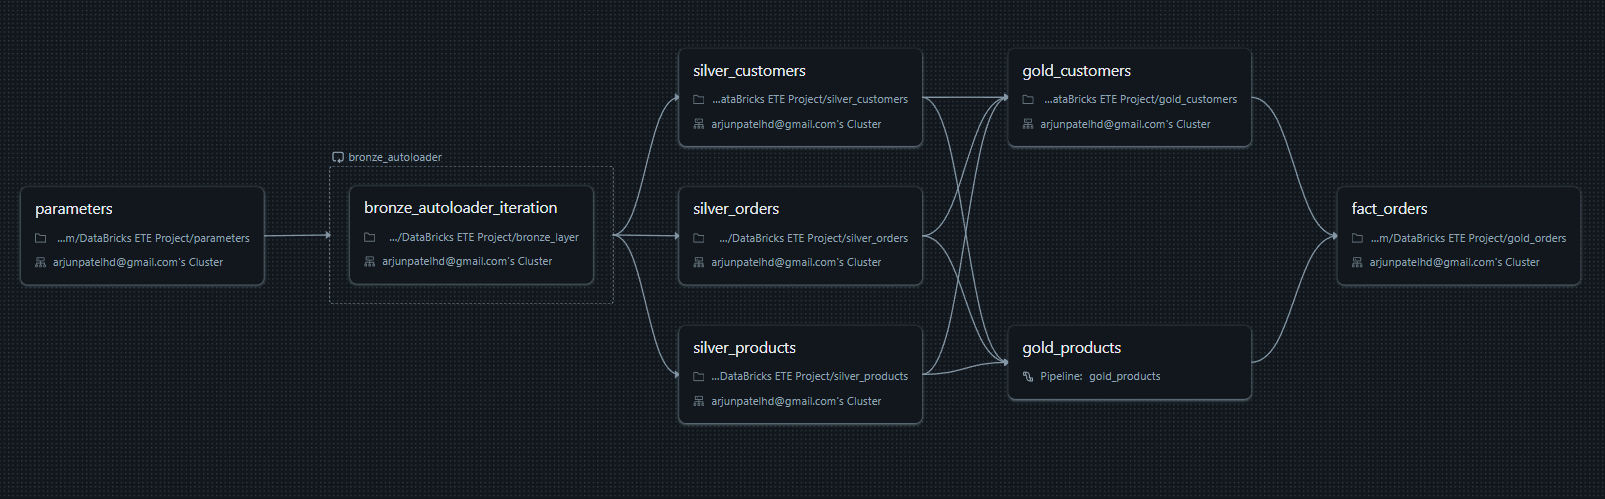 parameters
...m/DataBricks ETE Project/parameters
arjunpatelhd@gmail.com's Cluster
bronze_autoloader
bronze_autoloader_iteration
.../DataBricks ETE Project/bronze_layer
arjunpatelhd@gmail.com's Cluster
silver_customers
...ataBricks ETE Project/silver_customers
arjunpatelhd@gmail.com's Cluster
silver_orders
.../DataBricks ETE Project/silver_orders
arjunpatelhd@gmail.com's Cluster
silver_products
...DataBricks ETE Project/silver_products
arjunpatelhd@gmail.com's Cluster
gold_customers
...ataBricks ETE Project/gold_customers
arjunpatelhd@gmail.com's Cluster
gold_products
Pipeline: gold_products
fact_orders
...m/DataBricks ETE Project/gold_orders
arjunpatelhd@gmail.com's Cluster